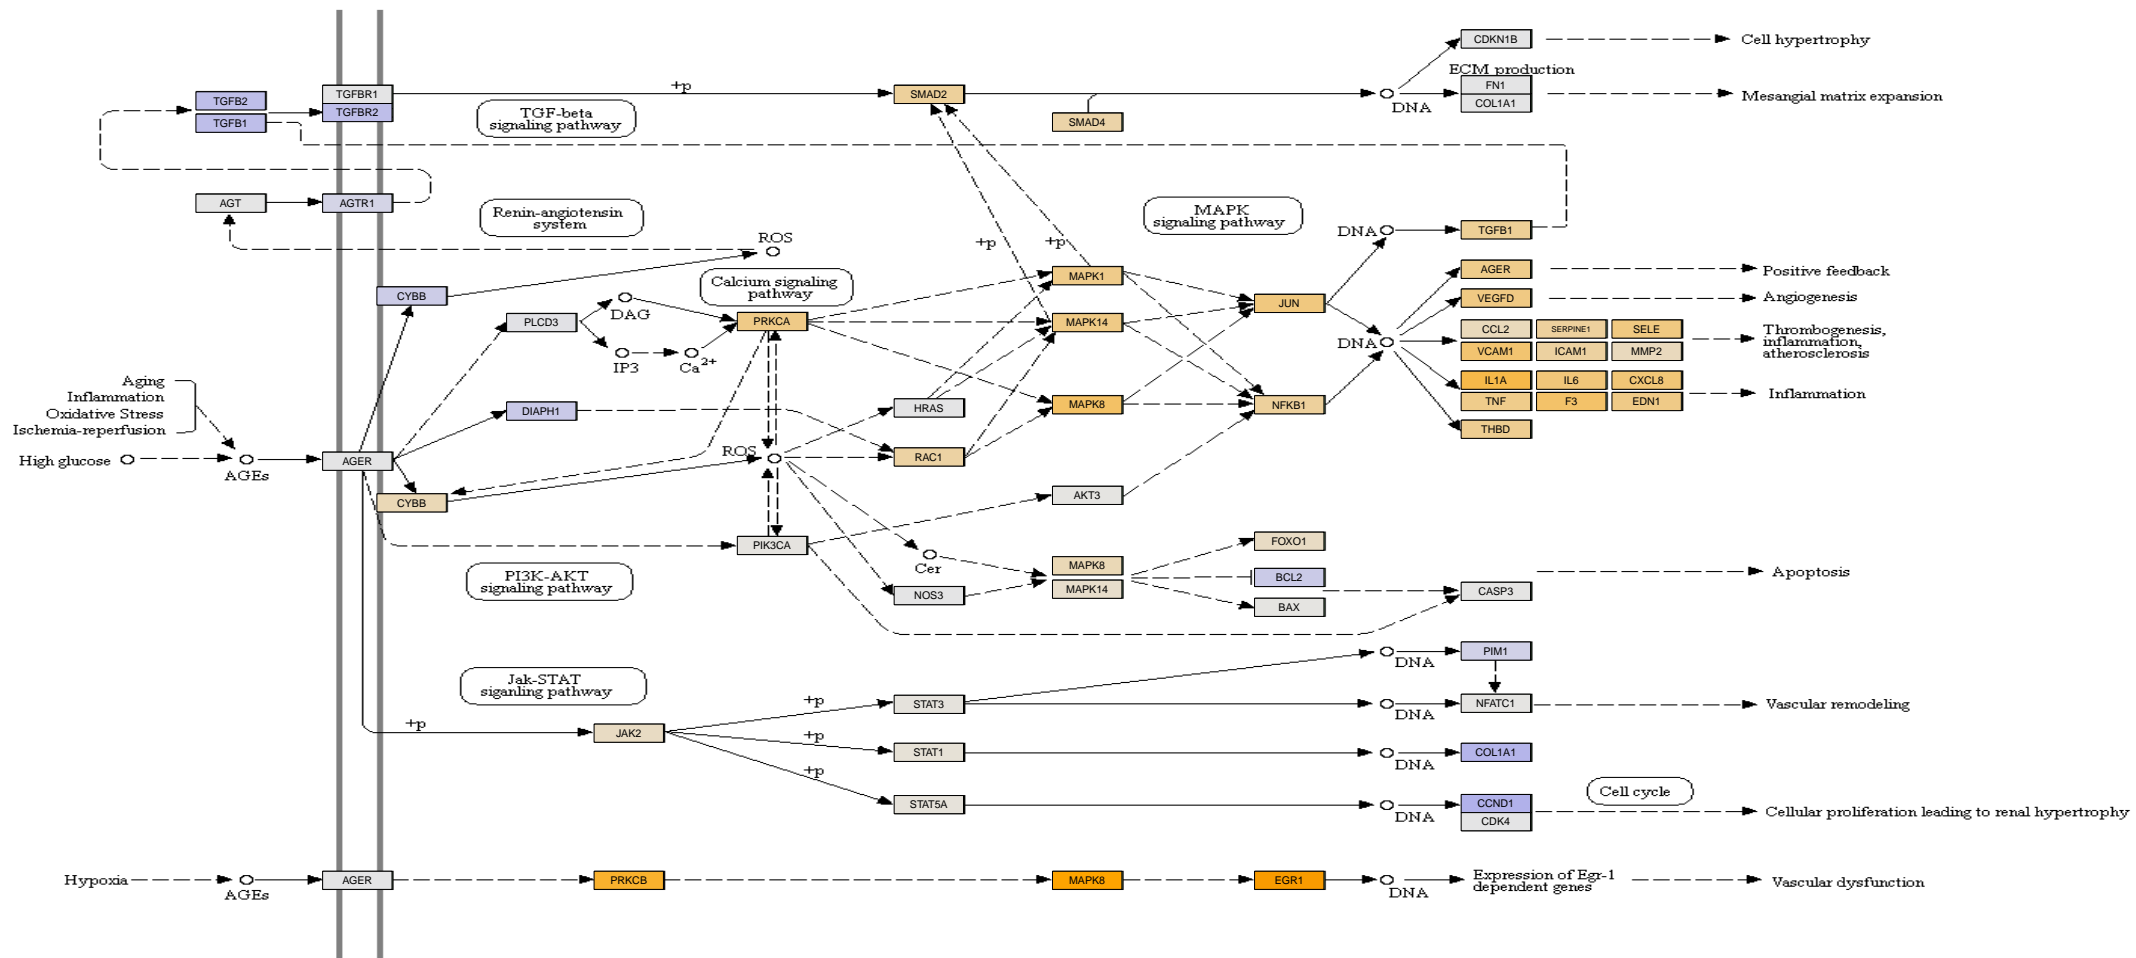 CDKN1B
Cell hypertrophy
ECM production
TGFB2
TGFBR1
+p
SMAD2
FN1
DNA
Mesangial matrix expansion
TGFB1
TGFBR2
TGF-beta
signaling pathway
SMAD4
COL1A1
AGT
AGTR1
Renin-angiotensin
system
MAPK
signaling pathway
ROS
+p
+p
DNA
TGFB1
CYBB
Calcium signaling
pathway
MAPK1
AGER
Positive feedback
DAG
JUN
VEGFD
Angiogenesis
PLCD3
PRKCA
MAPK14
IP3
Ca2+
DNA
CCL2
SERPINE1
SELE
Thrombogenesis,
inflammation,
atherosclerosis
VCAM1
ICAM1
MMP2
Aging
Inflammation
Oxidative Stress
Ischemia-reperfusion
DIAPH1
HRAS
MAPK8
NFKB1
IL1A
IL6
CXCL8
Inflammation
TNF
F3
EDN1
THBD
High glucose
AGEs
AGER
ROS
RAC1
CYBB
AKT3
PIK3CA
FOXO1
Cer
MAPK8
PI3K-AKT
signaling pathway
BCL2
Apoptosis
NOS3
MAPK14
CASP3
BAX
DNA
PIM1
Jak-STAT
siganling pathway
+p
STAT3
DNA
NFATC1
Vascular remodeling
+p
JAK2
+p
STAT1
DNA
COL1A1
+p
STAT5A
DNA
CCND1
Cell cycle
CDK4
Cellular proliferation leading to renal hypertrophy
Hypoxia
AGEs
AGER
PRKCB
MAPK8
EGR1
DNA
Expression of Egr-1
dependent genes
Vascular dysfunction